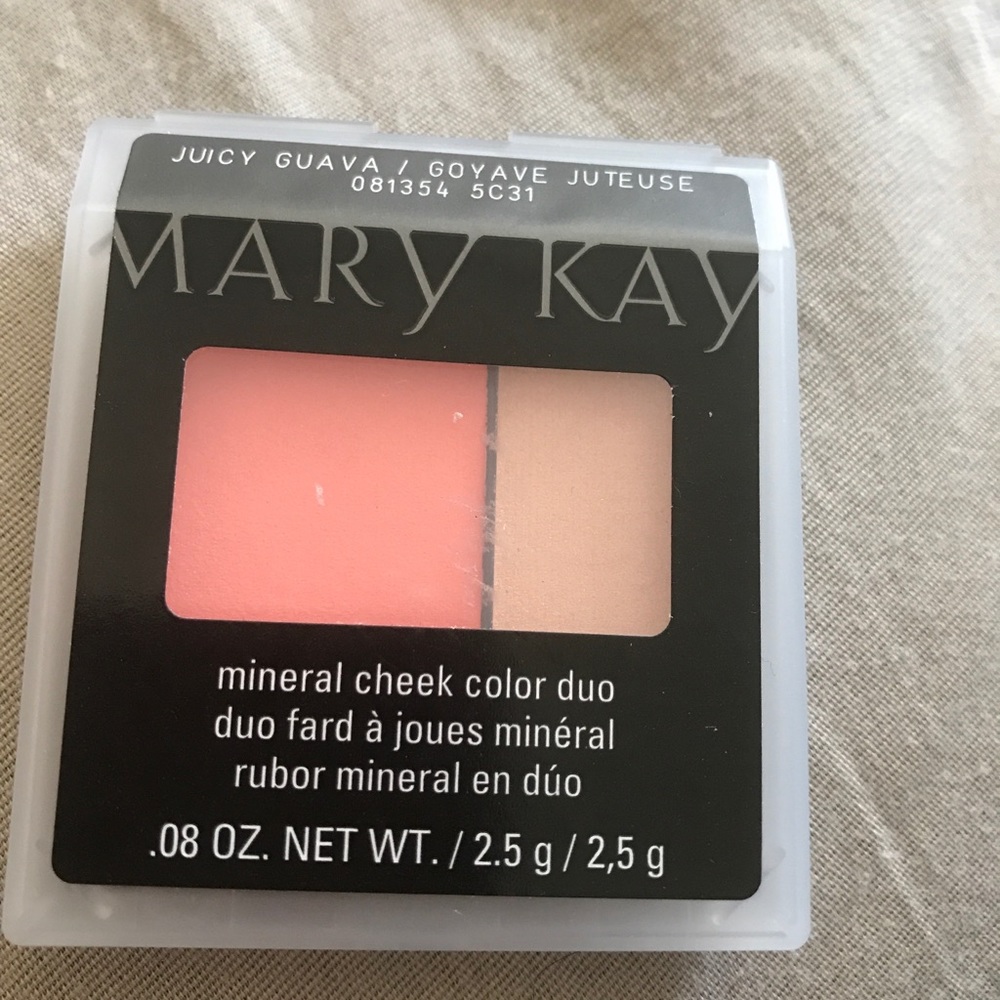 JUICY GUAVA / GOYAVE JUTEUSE
081354 5C31
MARY KAY
mineral cheek color duo
duo fard à joues minéral
rubor mineral en dúo
.08 OZ. NET WT. / 2.5 g / 2,5 g